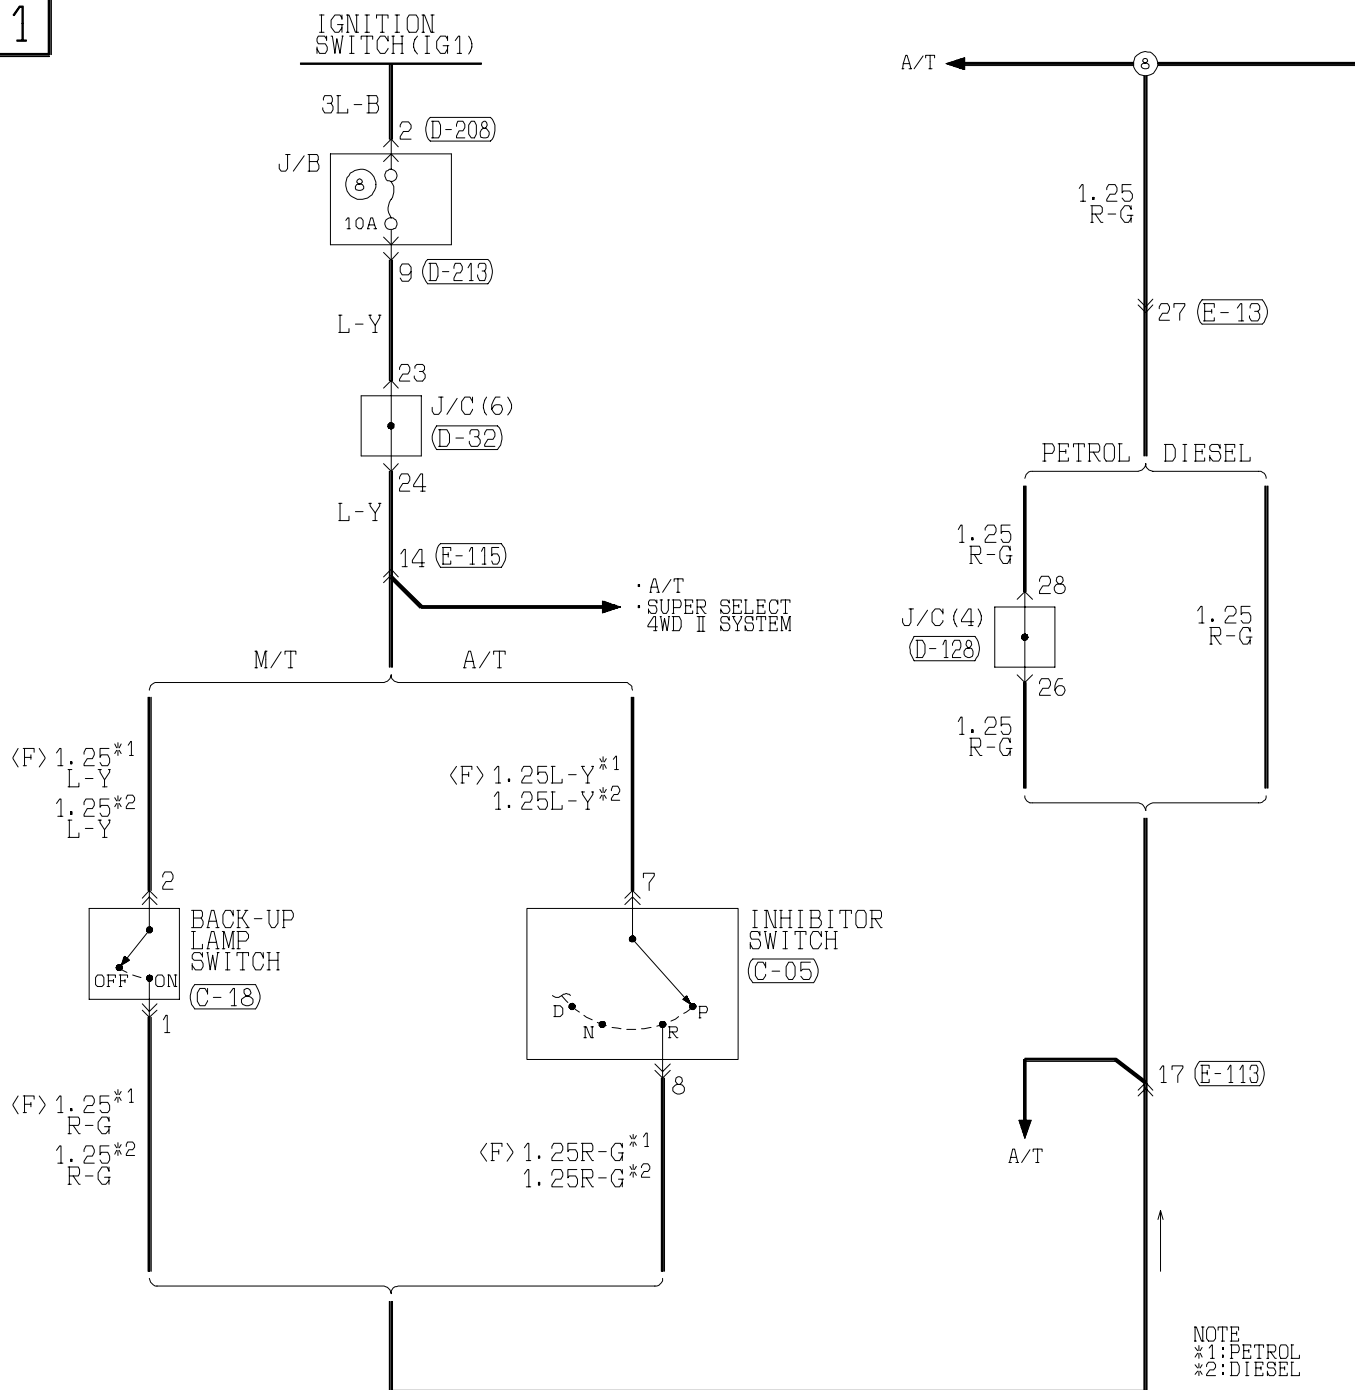 1
IGNITION
SWITCH(IG1)
3L-B
2 (D-208)
J/B
8
10A
9 (D-213)
L-Y
23
J/C(6)
(D-32)
24
L-Y
14 (E-115)
・A/T
・SUPER SELECT
4WD Ⅱ SYSTEM
M/T A/T
〈F〉1.25*1
L-Y
1.25*2
L-Y
〈F〉1.25L-Y*1
1.25L-Y*2
2
BACK-UP
LAMP
SWITCH
(C-18)
OFF ON
1
7
INHIBITOR
SWITCH
(C-05)
D
N
R
P
8
〈F〉1.25*1
R-G
1.25*2
R-G
〈F〉1.25R-G*1
1.25R-G*2
A/T
8
1.25
R-G
27 (E-13)
PETROL DIESEL
1.25
R-G
28
J/C(4)
(D-128)
26
1.25
R-G
1.25
R-G
17 (E-113)
A/T
NOTE
*1:PETROL
*2:DIESEL